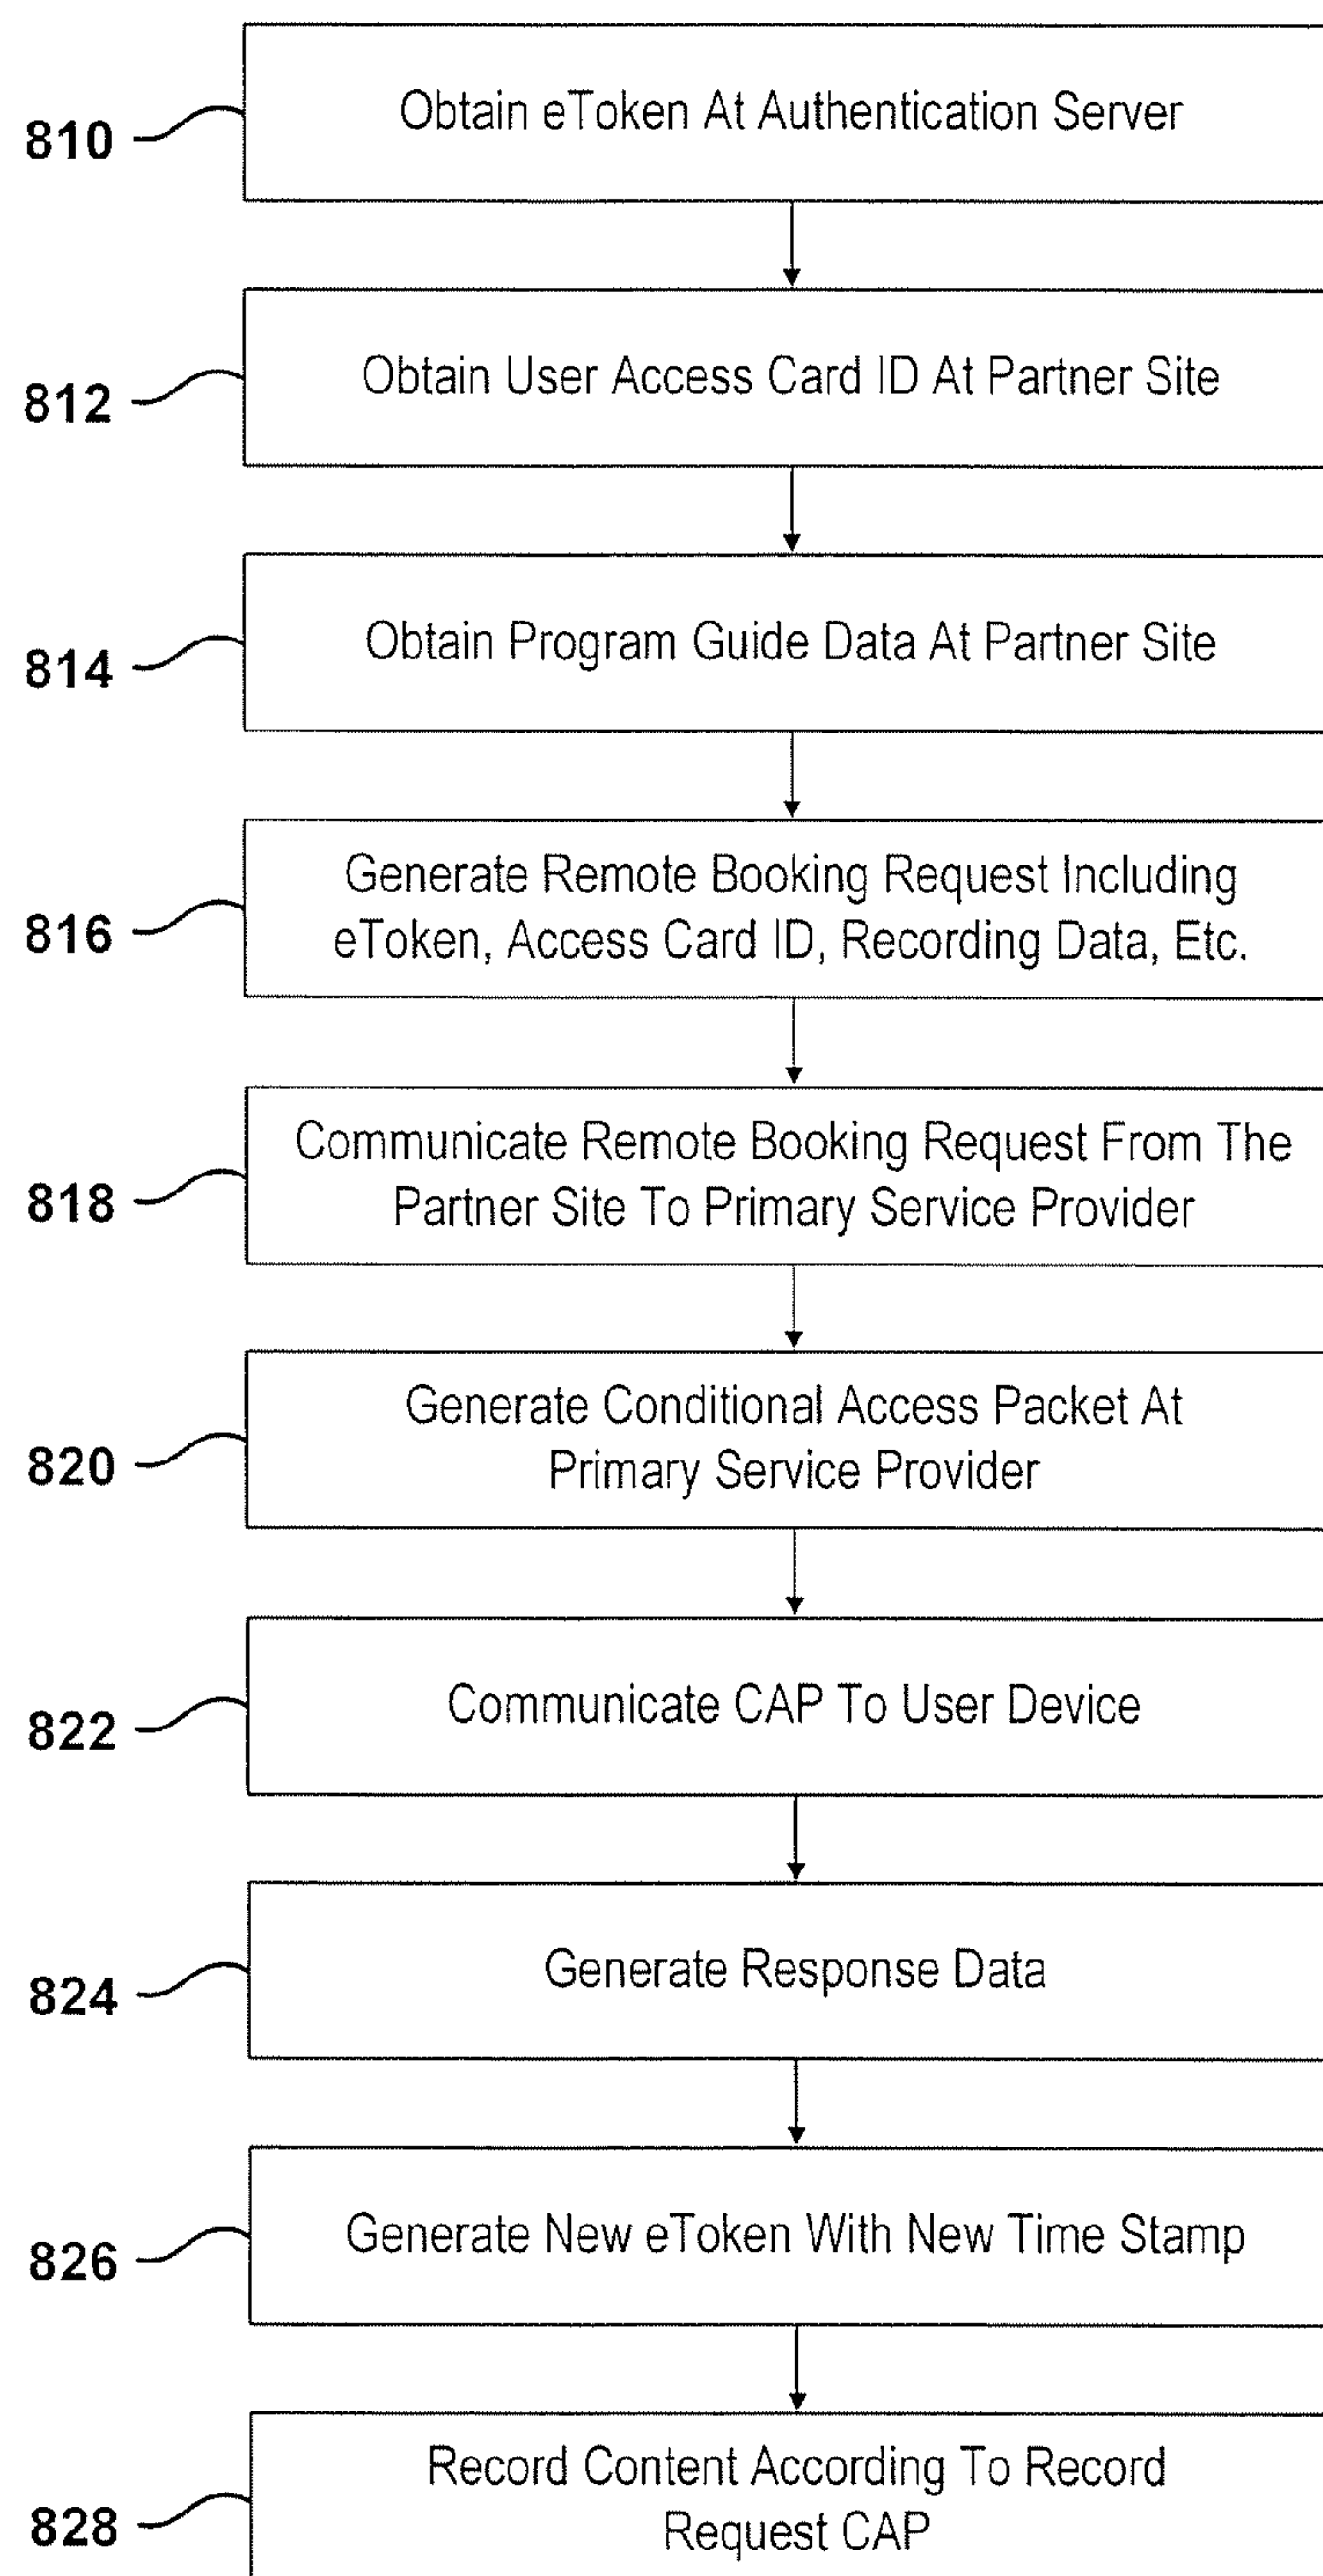 810
Obtain eToken At Authentication Server
812
Obtain User Access Card ID At Partner Site
814
Obtain Program Guide Data At Partner Site
816
Generate Remote Booking Request Including
eToken, Access Card ID, Recording Data, Etc.
818
Communicate Remote Booking Request From The
Partner Site To Primary Service Provider
820
Generate Conditional Access Packet At
Primary Service Provider
822
Communicate CAP To User Device
824
Generate Response Data
826
Generate New eToken With New Time Stamp
828
Record Content According To Record
Request CAP